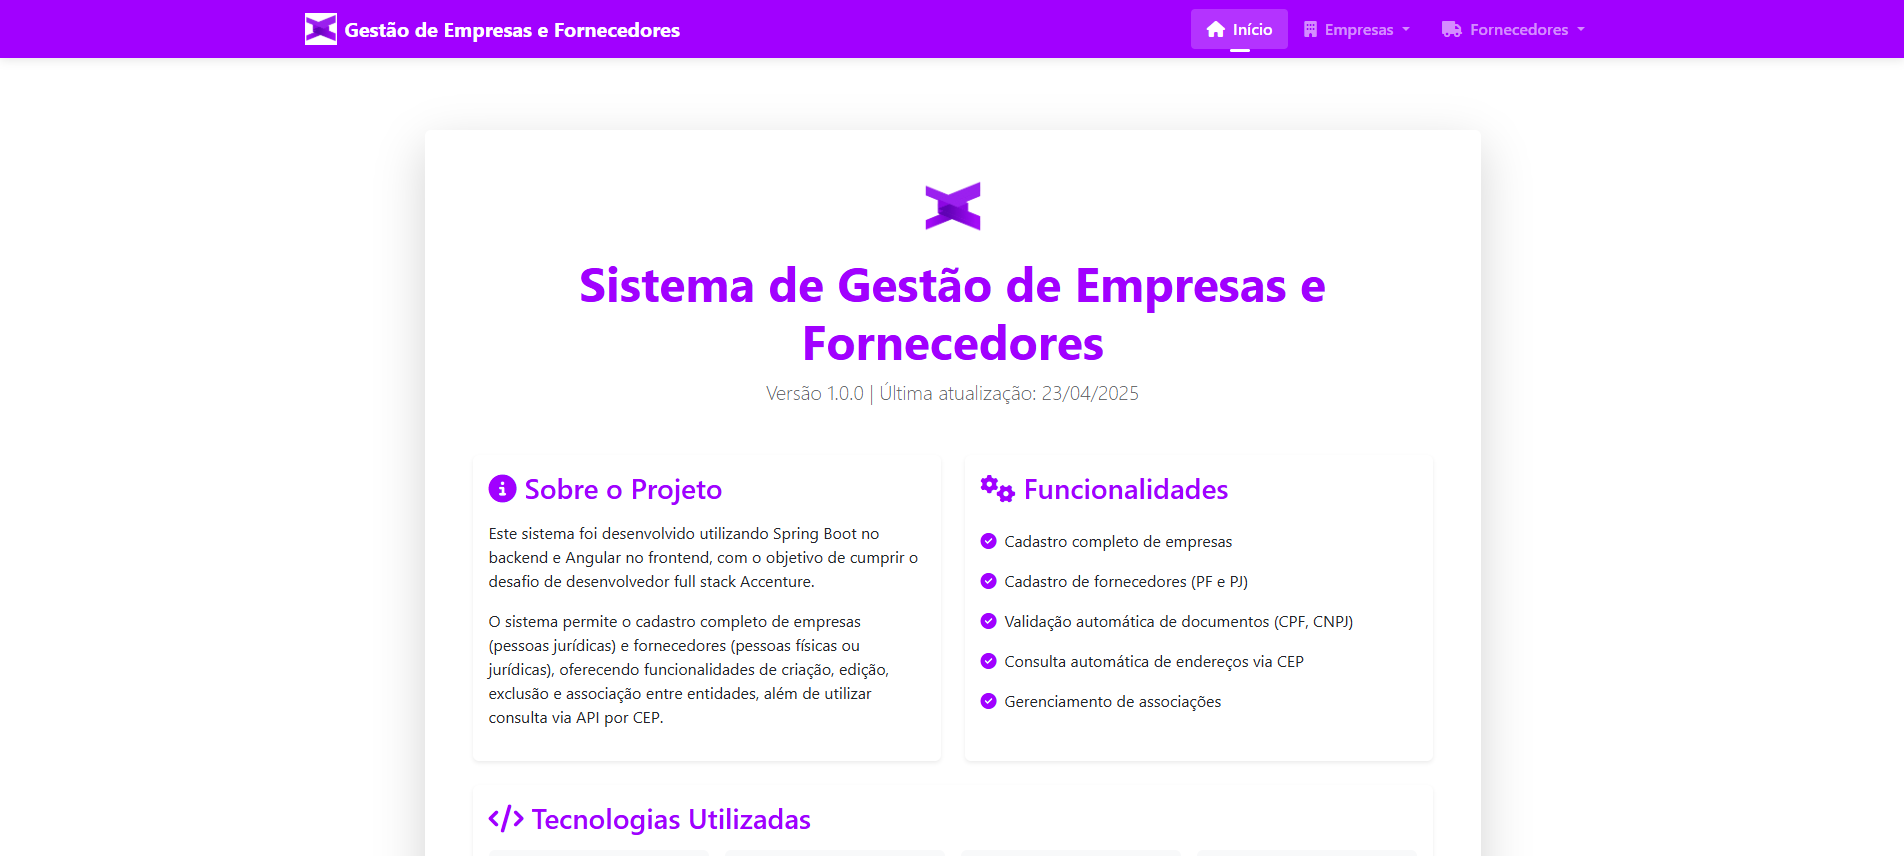 Gestão de Empresas e Fornecedores
Início
Empresas
Fornecedores
Sistema de Gestão de Empresas e
Fornecedores
Versão 1.0.0 | Última atualização: 23/04/2025
Sobre o Projeto
Este sistema foi desenvolvido utilizando Spring Boot no
backend e Angular no frontend, com o objetivo de cumprir o
desafio de desenvolvedor full stack Accenture.
O sistema permite o cadastro completo de empresas
(pessoas jurídicas) e fornecedores (pessoas físicas ou
jurídicas), oferecendo funcionalidades de criação, edição,
exclusão e associação entre entidades, além de utilizar
consulta via API por CEP.
Funcionalidades
Cadastro completo de empresas
Cadastro de fornecedores (PF e PJ)
Validação automática de documentos (CPF, CNPJ)
Consulta automática de endereços via CEP
Gerenciamento de associações
Tecnologias Utilizadas